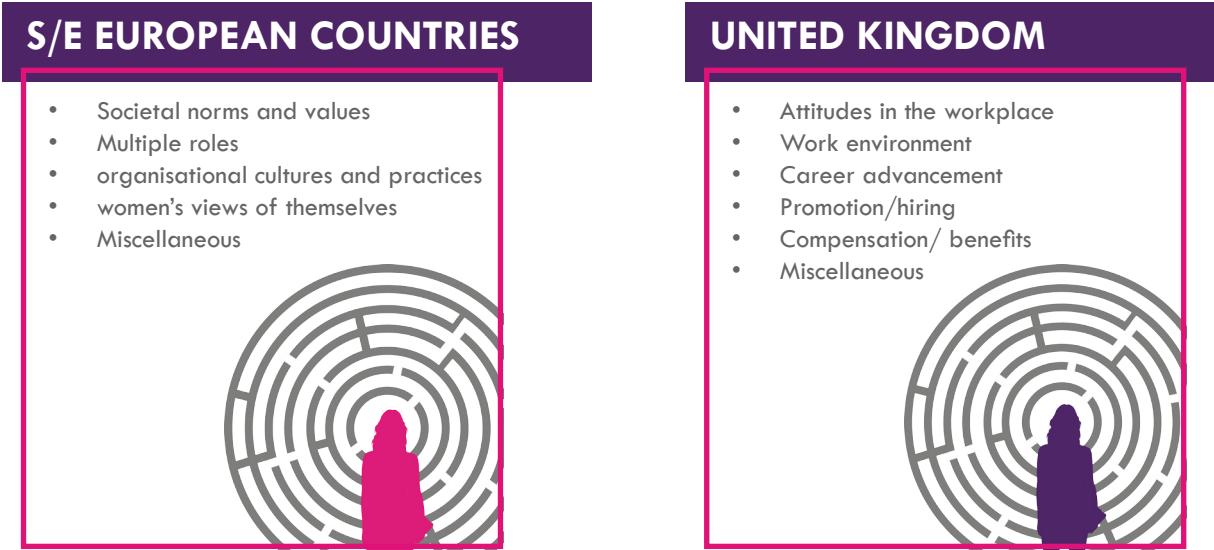 S/E EUROPEAN COUNTRIES
• Societal norms and values
• Multiple roles
• organisational cultures and practices
• women's views of themselves
• Miscellaneous
UNITED KINGDOM
• Attitudes in the workplace
• Work environment
• Career advancement
• Promotion/hiring
• Compensation/ benefits
• Miscellaneous